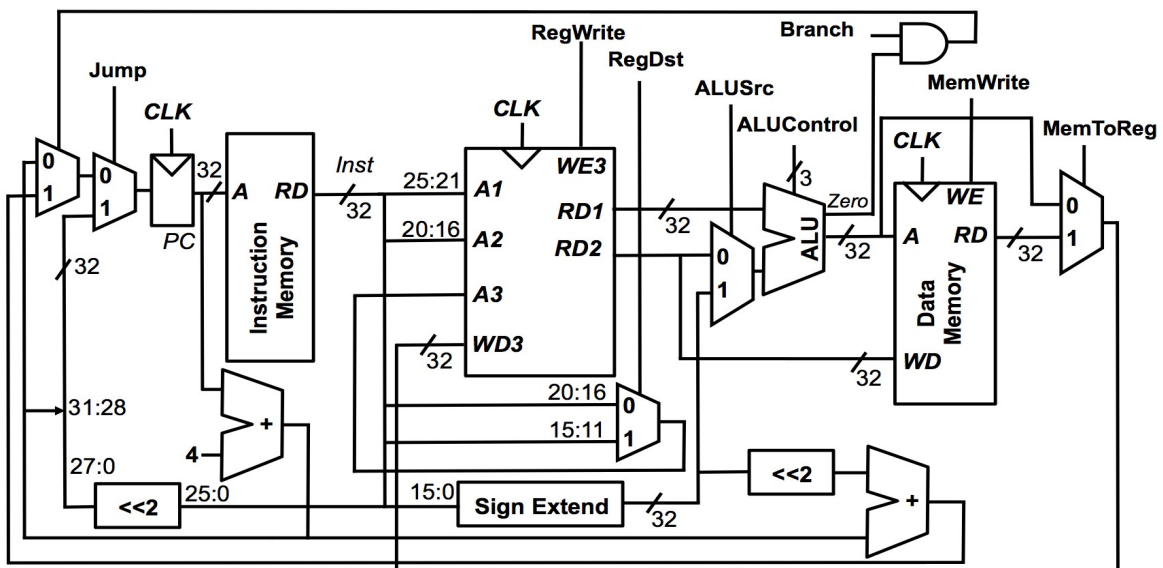 RegWrite
Branch
RegDst
Jump
ALUSrc
MemWrite
CLK
CLK
ALUControl
MemToReg
CLK
0
1
0
1
32
A
RD
Inst
32
25:21
A1
WE3
RD1
32
3
Zero
ALU
32
WE
A
RD
32
0
1
PC
20:16
A2
RD2
0
1
32
Instruction
Memory
A3
Data
Memory
32
WD3
32
WD
31:28
+
4
20:16
0
15:11
1
27:0
<<2
25:0
15:0
Sign Extend
32
<<2
+